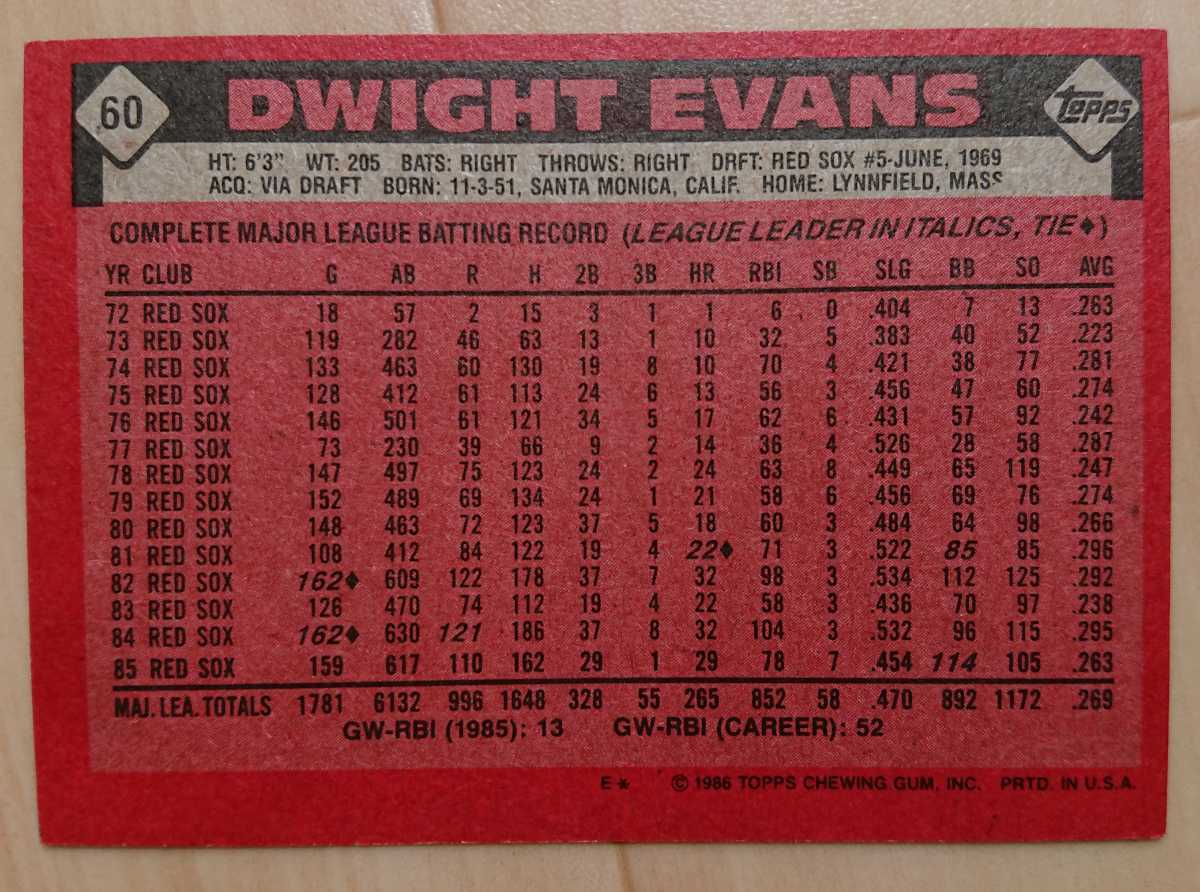 60 DWIGHT EVANS topps
HT: 6'3" WT: 205 BATS: RIGHT THROWS: RIGHT DRFT: RED SOX #5-JUNE, 1969
ACQ: VIA DRAFT BORN: 11-3-51, SANTA MONICA, CALIF. HOME: LYNNFIELD, MASS
COMPLETE MAJOR LEAGUE BATTING RECORD (LEAGUE LEADER IN ITALICS, TIE♦)
YR CLUB G AB R H 2B 3B HR RBI SB SLG BB SO AVG
72 RED SOX 18 57 2 15 3 1 1 6 0 .404 7 13 .263
73 RED SOX 119 282 46 63 13 1 10 32 5 .383 40 52 .223
74 RED SOX 133 463 60 130 19 8 10 70 4 .421 38 77 .281
75 RED SOX 128 412 61 113 24 6 13 56 3 .456 47 60 .274
76 RED SOX 146 501 61 121 34 5 17 62 6 .431 57 92 .242
77 RED SOX 73 230 39 66 9 2 14 36 4 .526 28 58 .287
78 RED SOX 147 497 75 123 24 2 24 63 8 .449 65 119 .247
79 RED SOX 152 489 69 134 24 1 21 58 6 .456 69 76 .274
80 RED SOX 148 463 72 123 37 5 18 60 3 .484 64 98 .266
81 RED SOX 108 412 84 122 19 4 22♦ 71 3 .522 85 85 .296
82 RED SOX 162♦ 609 122 178 37 7 32 98 3 .534 112 125 .292
83 RED SOX 126 470 74 112 19 4 22 58 3 .436 70 97 .238
84 RED SOX 162♦ 630 121 186 37 8 32 104 3 .532 96 115 .295
85 RED SOX 159 617 110 162 29 1 29 78 7 .454 114 105 .263
MAJ. LEA. TOTALS 1781 6132 996 1648 328 55 265 852 58 .470 892 1172 .269
GW-RBI (1985): 13 GW-RBI (CAREER): 52
E* © 1986 TOPPS CHEWING GUM, INC. PRTD. IN U.S.A.